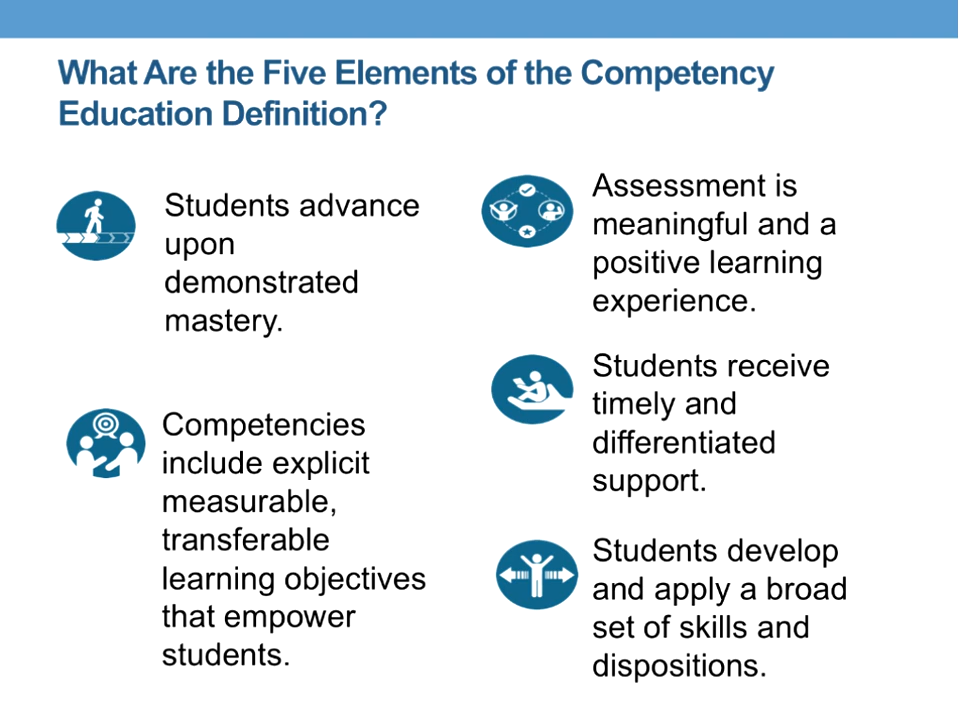 What Are the Five Elements of the Competency
Education Definition?
Students advance
upon
demonstrated
mastery.
Competencies
include explicit
measurable,
transferable
learning objectives
that empower
students.
Assessment is
meaningful and a
positive learning
experience.
Students receive
timely and
differentiated
support.
Students develop
and apply a broad
set of skills and
dispositions.